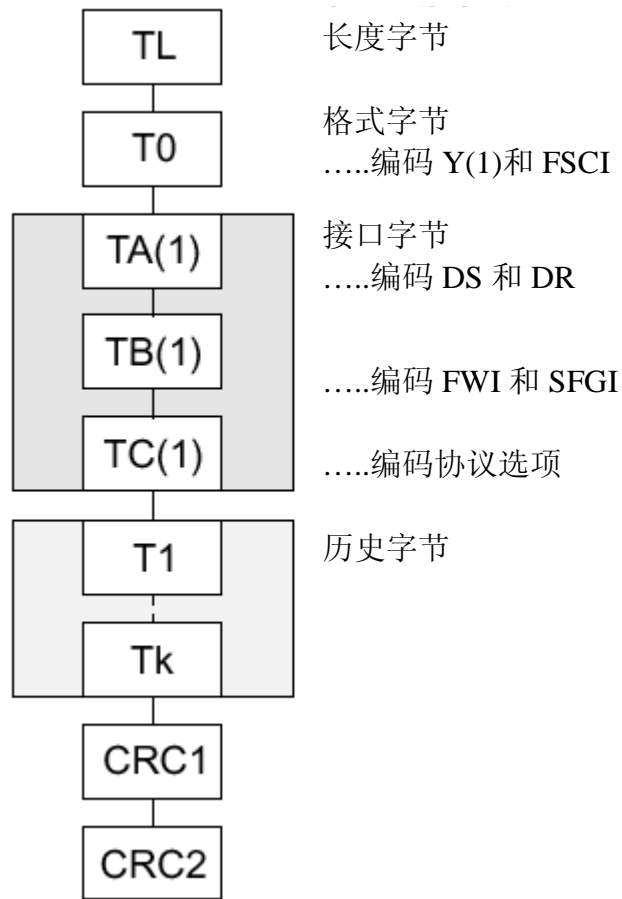 TL 长度字节
T0 格式字节
…..编码 Y(1)和 FSCI
TA(1) 接口字节
…..编码 DS 和 DR
TB(1) …..编码 FWI 和 SFGI
TC(1) …..编码协议选项
T1 历史字节
Tk
CRC1
CRC2